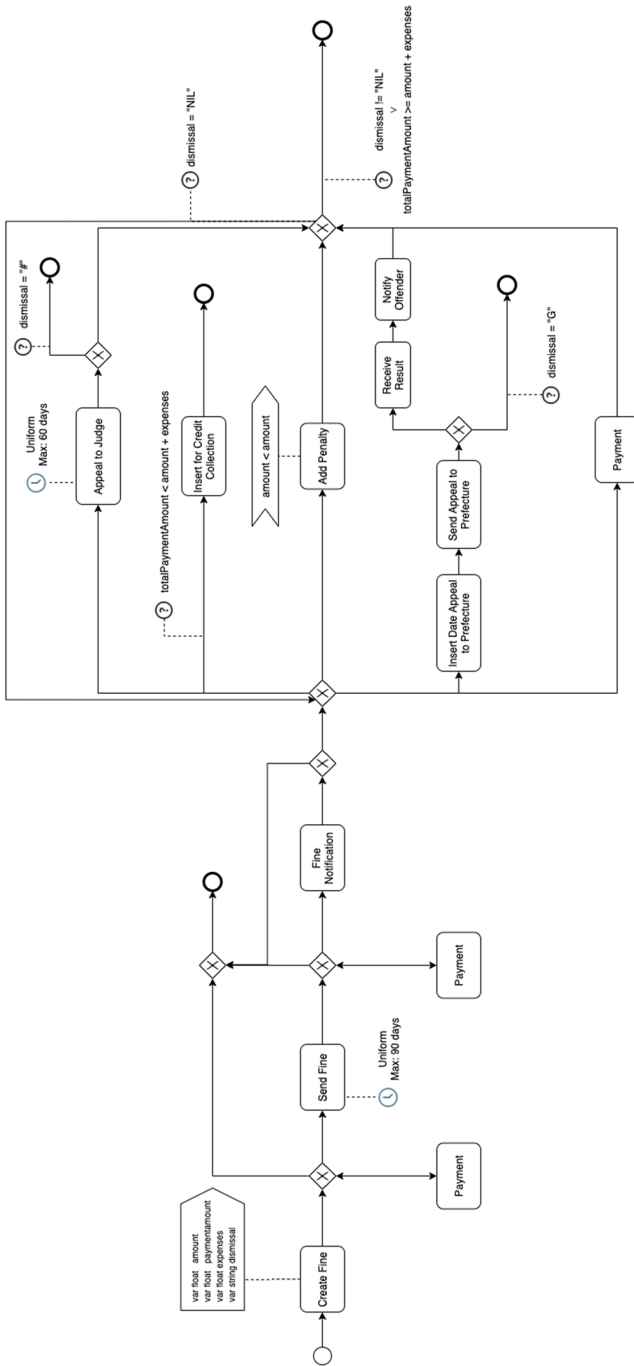 var float amount
var float paymentamount
var float expenses
var string dismissal
Create Fine
Payment
Send Fine
Uniform
Max: 90 days
Payment
Fine
Notification
Uniform
Max: 60 days
Appeal to Judge
?
dismissal = "#"
?
totalPaymentAmount < amount + expenses
Insert for Credit
Collection
amount < amount
Add Penalty
Insert Date Appeal
to Prefecture
Send Appeal to
Prefecture
Receive
Result
Notify
Offender
?
dismissal = "G"
Payment
?
dismissal = "NIL"
?
dismissal != "NIL"
v
totalPaymentAmount >= amount + expenses
X
X
X
X
X
X
X
X